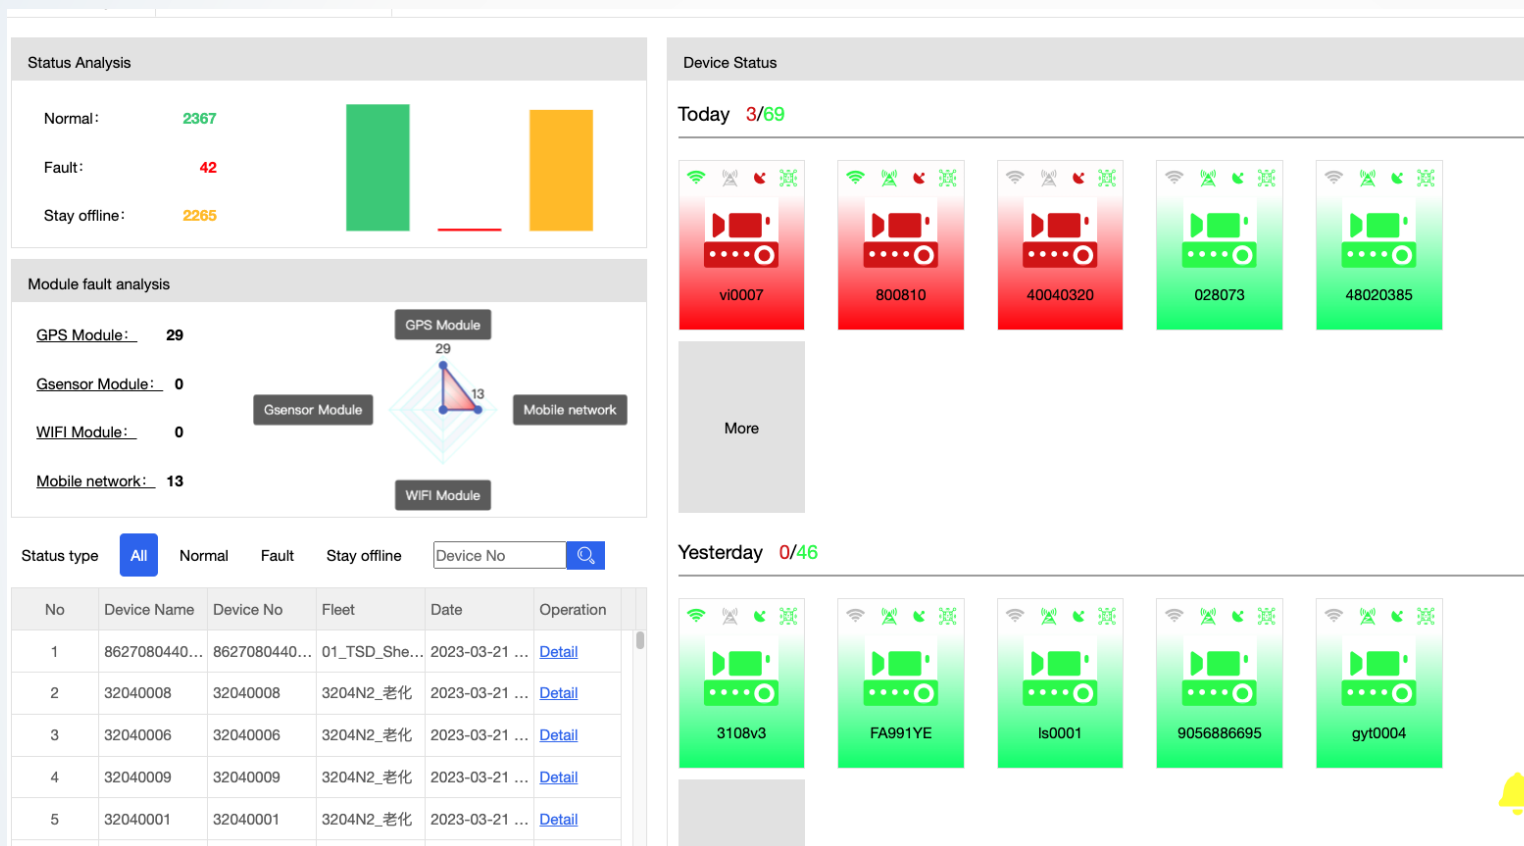 Status Analysis
Normal: 2367
Fault: 42
Stay offline: 2265
Module fault analysis
GPS Module: 29
Gsensor Module: 0
WIFI Module: 0
Mobile network: 13
GPS Module
29
13
Gsensor Module
Mobile network
WIFI Module
Status type All Normal Fault Stay offline Device No
No Device Name Device No Fleet Date Operation
1 8627080440... 8627080440... 01_TSD_She... 2023-03-21 ... Detail
2 32040008 32040008 3204N2_老化 2023-03-21 ... Detail
3 32040006 32040006 3204N2_老化 2023-03-21 ... Detail
4 32040009 32040009 3204N2_老化 2023-03-21 ... Detail
5 32040001 32040001 3204N2_老化 2023-03-21 ... Detail
Device Status
Today 3/69
vi0007 800810 40040320 028073 48020385
More
Yesterday 0/46
3108v3 FA991YE ls0001 9056886695 gyt0004